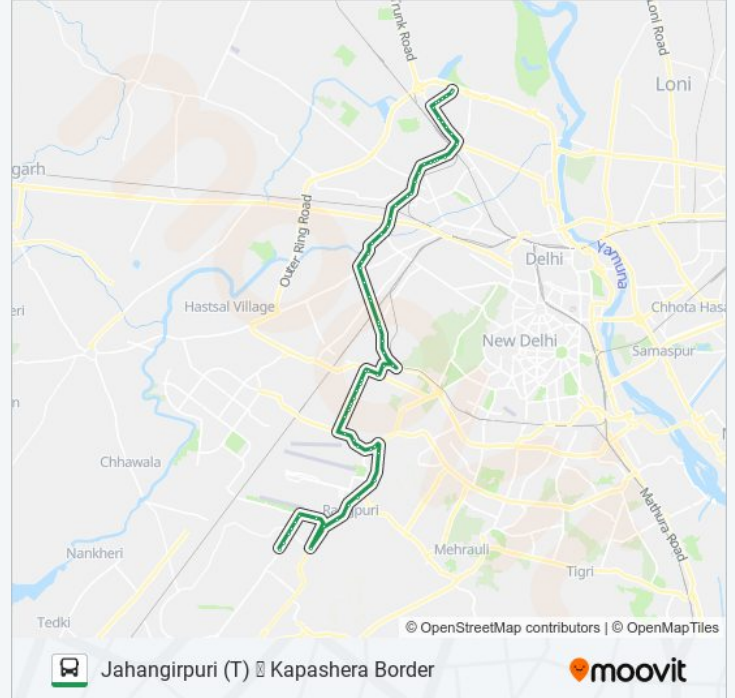 Trunk Road
Loni Road
Loni
garh
Outer Ring Road
Delhi
Yamuna
Hastsal Village
Chhota Hasa
eri
New Delhi
Samaspur
n
Chhawala
Mathura Road
Nankheri
Mehrauli
Tigri
Tedki
© OpenStreetMap contributors | © OpenMapTiles
Jahangirpuri (T) Kapashera Border
moovit